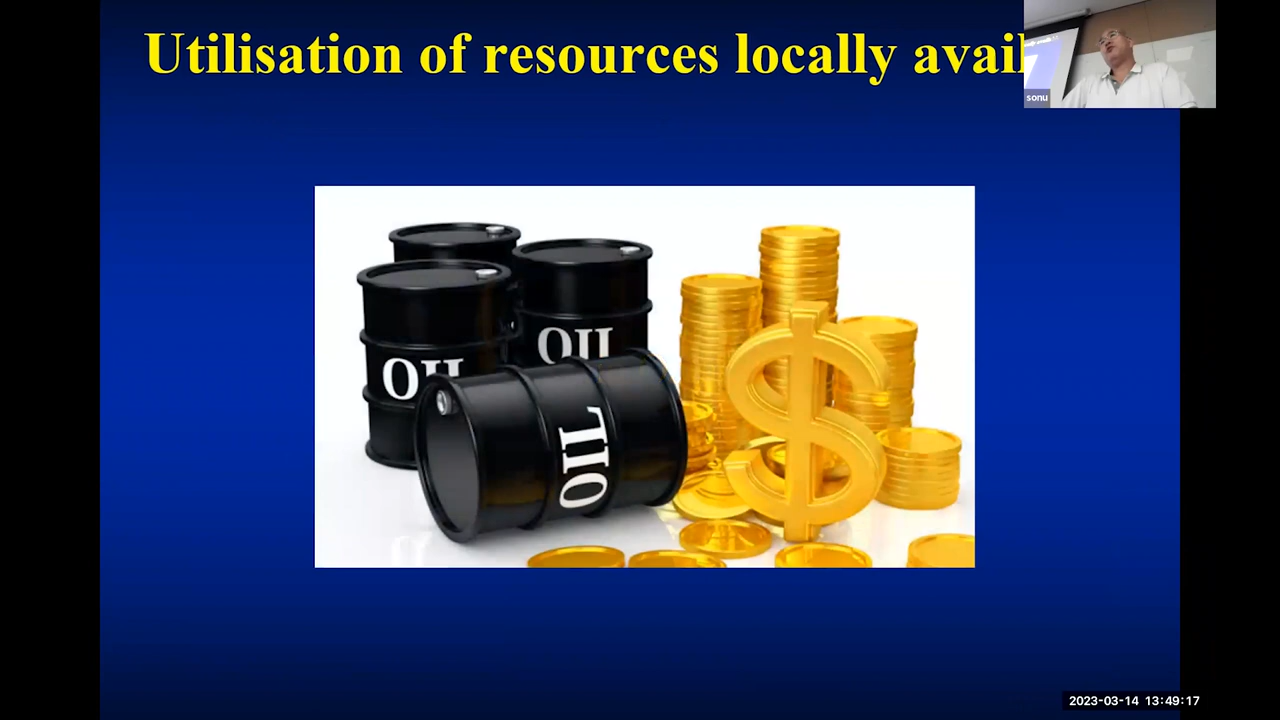 Utilisation of resources locally avail
sonu
OIL
OIL
OIL
2023-03-14 13:49:17